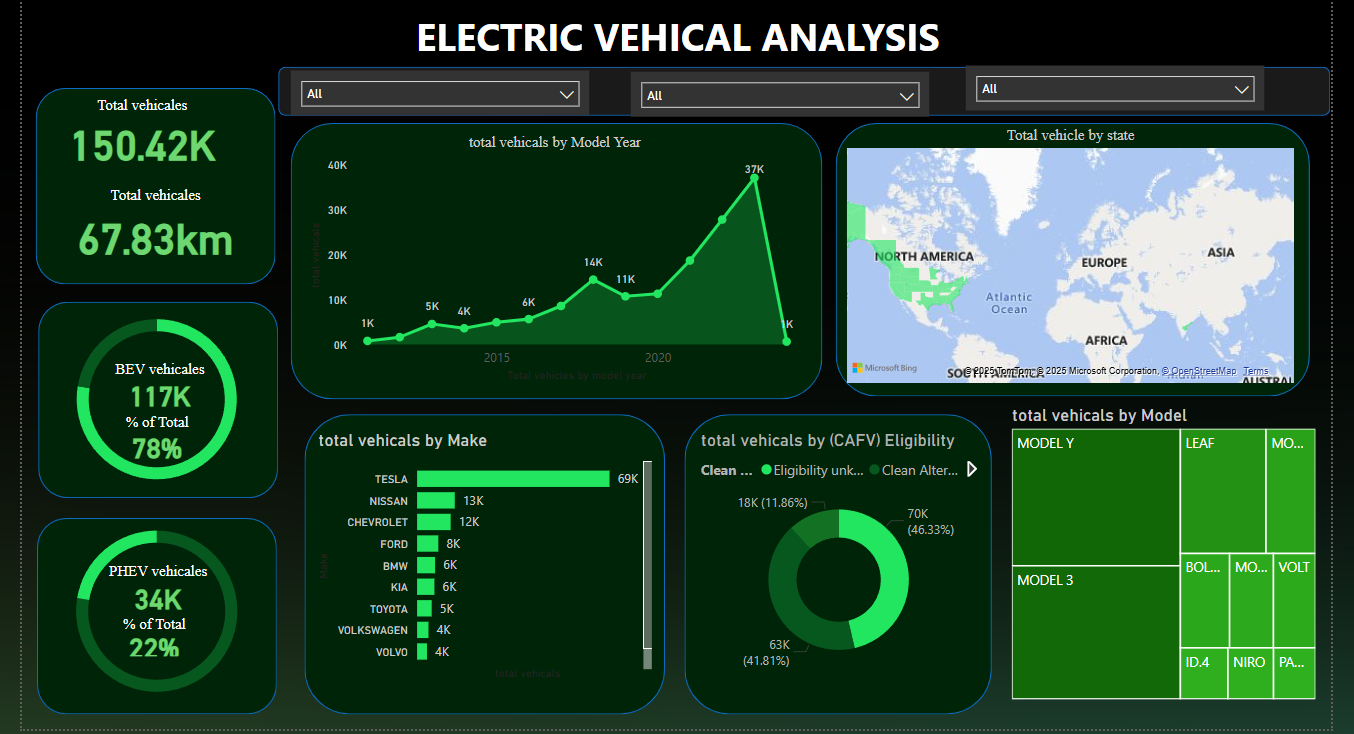 ELECTRIC VEHICAL ANALYSIS
All
All
All
Total vehicales
150.42K
Total vehicales
67.83km
BEV vehicales
117K
% of Total
78%
PHEV vehicales
34K
% of Total
22%
total vehicals by Model Year
total vehicals
40K
30K
20K
10K
0K
1K
5K
4K
6K
14K
11K
37K
1K
2015
2020
Total vehicles by model year
Total vehicle by state
NORTH AMERICA
EUROPE
ASIA
Atlantic
Ocean
AFRICA
SOUTH AMERICA
Indian
AUSTRAL
Microsoft Bing
© 2025 TomTom, © 2025 Microsoft Corporation, © OpenStreetMap Terms
total vehicals by Make
Make
TESLA 69K
NISSAN 13K
CHEVROLET 12K
FORD 8K
BMW 6K
KIA 6K
TOYOTA 5K
VOLKSWAGEN 4K
VOLVO 4K
total vehicals
total vehicals by (CAFV) Eligibility
Clean ... Eligibility unk... Clean Alter...
18K (11.86%)
70K
(46.33%)
63K
(41.81%)
total vehicals by Model
MODEL Y
LEAF
MO...
MODEL 3
BOL...
MO...
VOLT
ID.4
NIRO
PA...